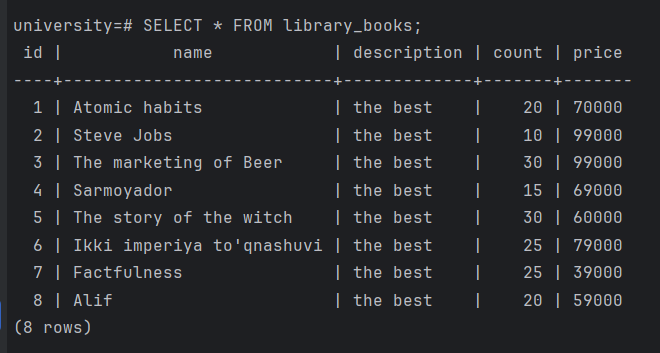 university=# SELECT * FROM library_books;
 id |           name            | description | count | price
----+---------------------------+-------------+-------+-------
  1 | Atomic habits             | the best    |    20 | 70000
  2 | Steve Jobs                | the best    |    10 | 99000
  3 | The marketing of Beer     | the best    |    30 | 99000
  4 | Sarmoyador                | the best    |    15 | 69000
  5 | The story of the witch    | the best    |    30 | 60000
  6 | Ikki imperiya to'qnashuvi | the best    |    25 | 79000
  7 | Factfulness               | the best    |    25 | 39000
  8 | Alif                      | the best    |    20 | 59000
(8 rows)